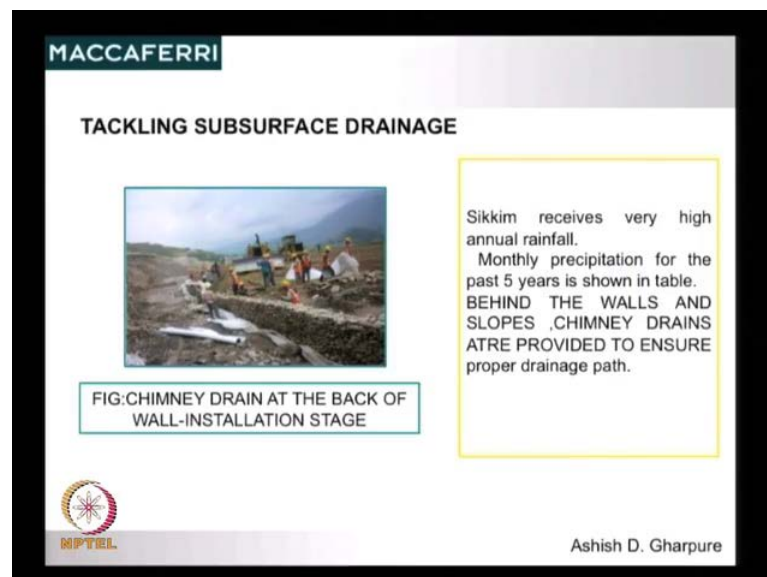 MACCAFERRI
TACKLING SUBSURFACE DRAINAGE
Sikkim receives very high
annual rainfall.
Monthly precipitation for the
past 5 years is shown in table.
BEHIND THE WALLS AND
SLOPES ,CHIMNEY DRAINS
ATRE PROVIDED TO ENSURE
proper drainage path.
FIG:CHIMNEY DRAIN AT THE BACK OF
WALL-INSTALLATION STAGE
NPTEL
Ashish D. Gharpure